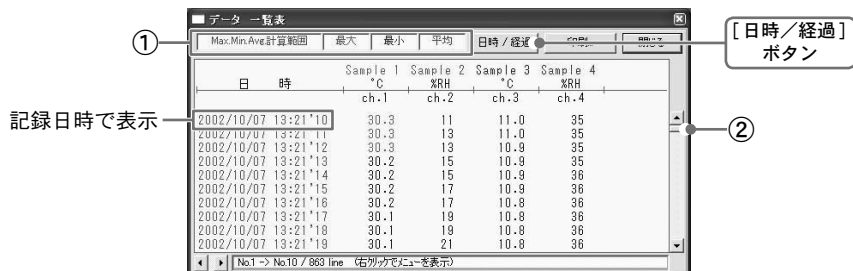 データ 一覧表
① Max.Min.Ave.計算範囲 最大 最小 平均 日時 / 経過 印刷 閉じる
[日時／経過]
ボタン
Sample 1 Sample 2 Sample 3 Sample 4
日 時 °C %RH °C %RH
ch.1 ch.2 ch.3 ch.4
記録日時で表示
②
2002/10/07 13:21'10 30.3 11 11.0 35
2002/10/07 13:21'11 30.3 13 11.0 35
2002/10/07 13:21'12 30.3 13 10.9 35
2002/10/07 13:21'13 30.2 15 10.9 35
2002/10/07 13:21'14 30.2 15 10.9 36
2002/10/07 13:21'15 30.2 17 10.9 36
2002/10/07 13:21'16 30.2 17 10.8 36
2002/10/07 13:21'17 30.1 19 10.8 36
2002/10/07 13:21'18 30.1 19 10.8 36
2002/10/07 13:21'19 30.1 21 10.8 36
No.1 -> No.10 / 863 line (右クリックでメニューを表示)